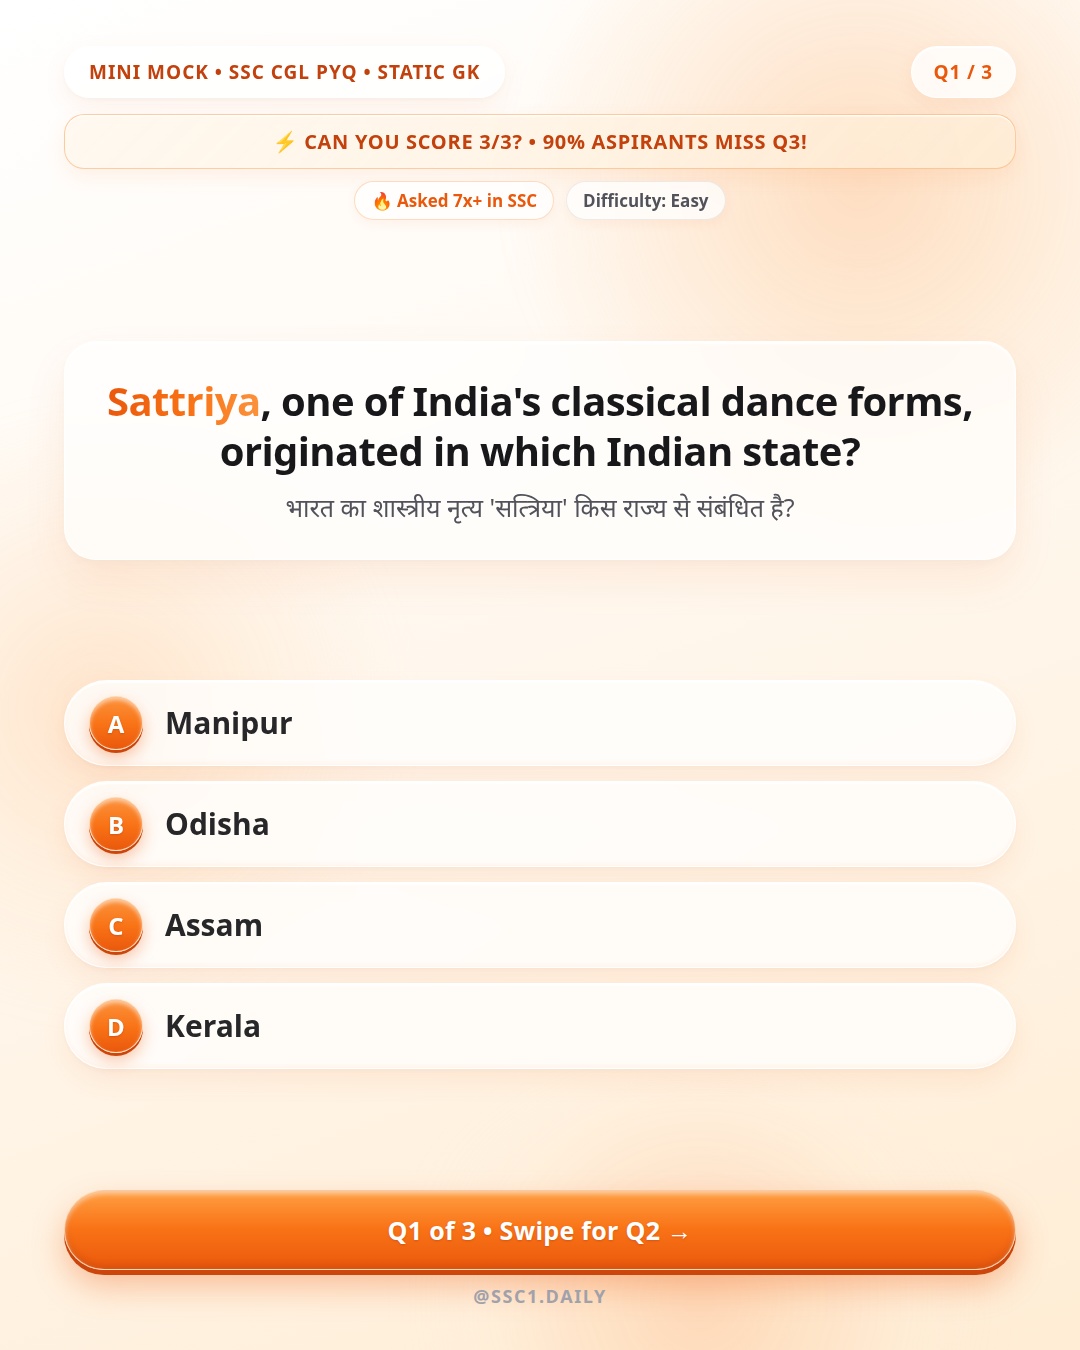 MINI MOCK • SSC CGL PYQ • STATIC GK
Q1 / 3
⚡ CAN YOU SCORE 3/3? • 90% ASPIRANTS MISS Q3!
🔥 Asked 7x+ in SSC
Difficulty: Easy
Sattriya, one of India's classical dance forms,
originated in which Indian state?
भारत का शास्त्रीय नृत्य 'सत्त्रिया' किस राज्य से संबंधित है?
A Manipur
B Odisha
C Assam
D Kerala
Q1 of 3 • Swipe for Q2 →
@SSC1.DAILY